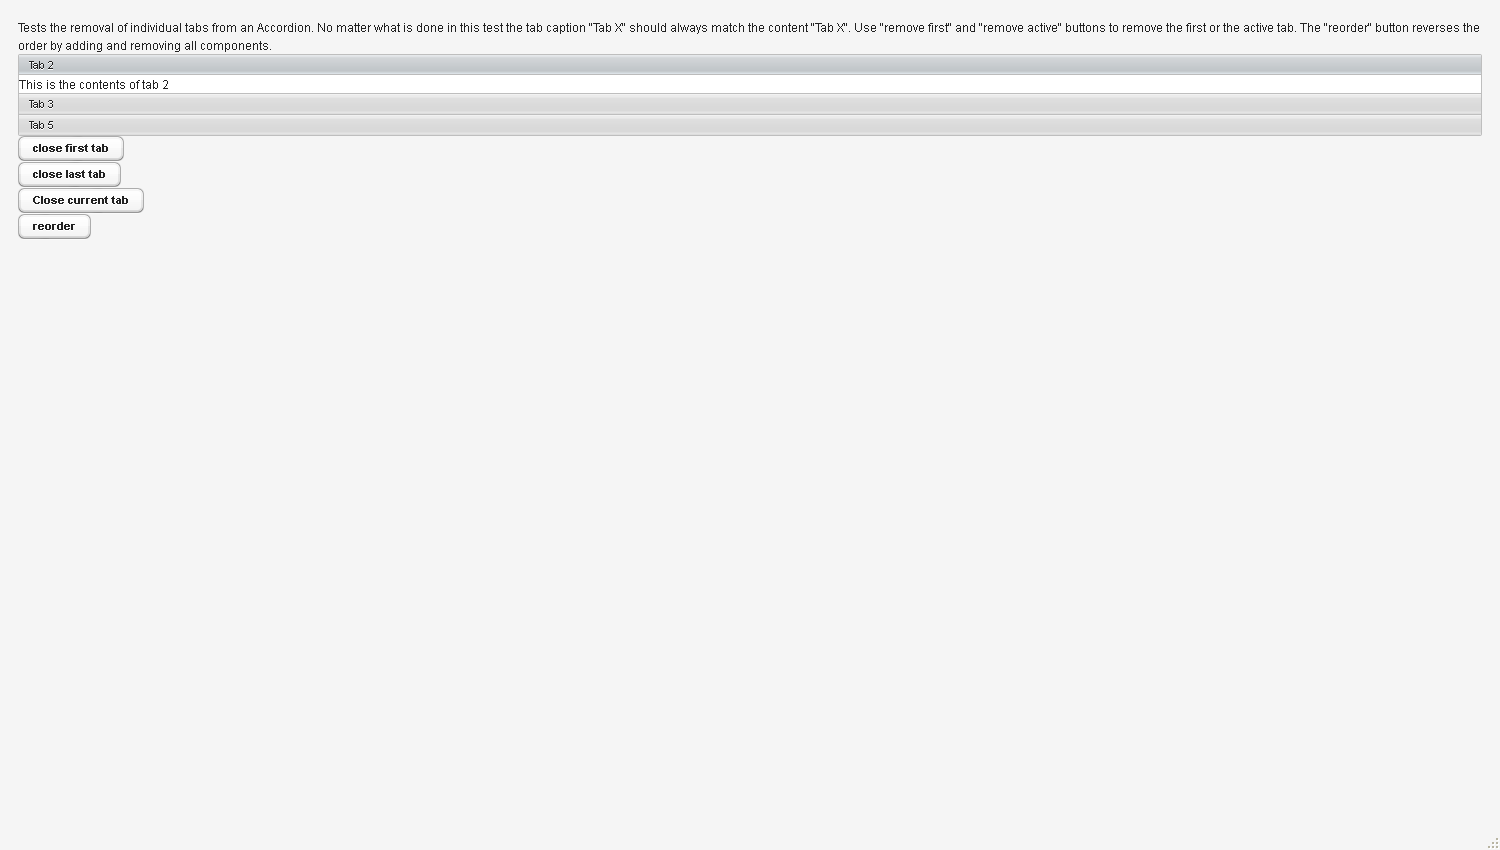 Tests the removal of individual tabs from an Accordion. No matter what is done in this test the tab caption "Tab X" should always match the content "Tab X". Use "remove first" and "remove active" buttons to remove the first or the active tab. The "reorder" button reverses the
order by adding and removing all components.
Tab 2
This is the contents of tab 2
Tab 3
Tab 5
close first tab
close last tab
Close current tab
reorder